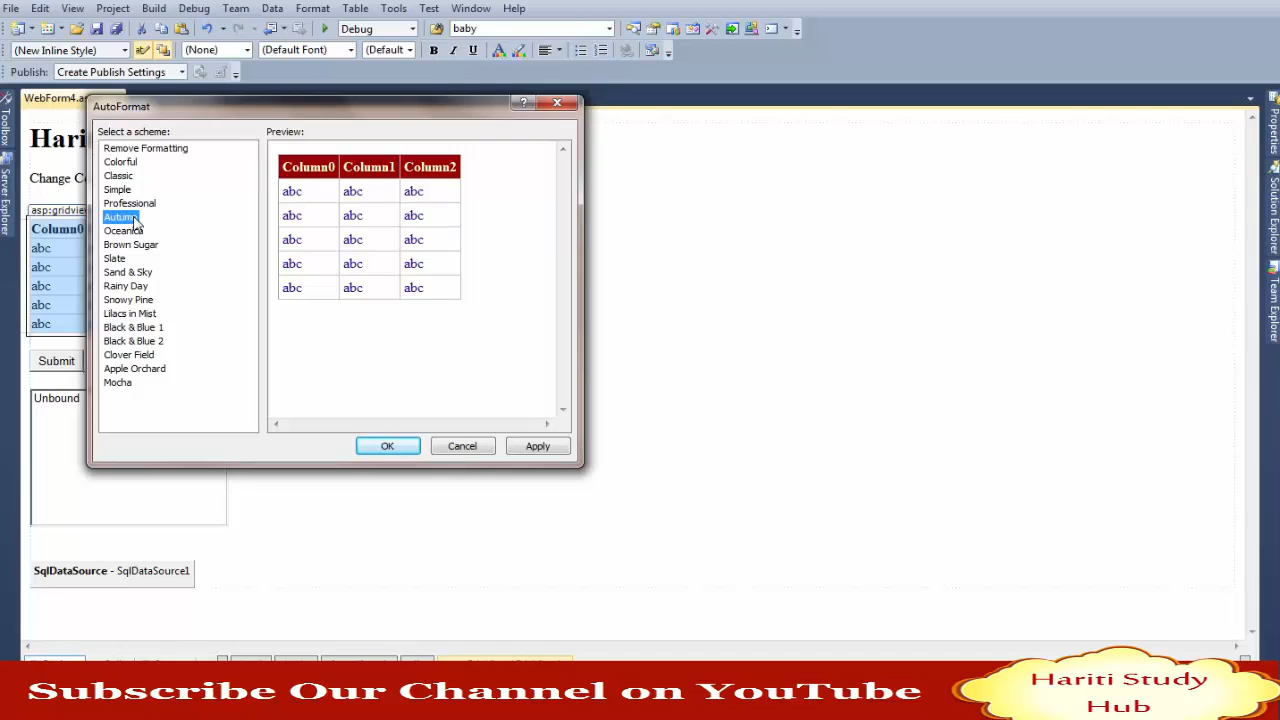 File Edit View Project Build Debug Team Data Format Table Tools Test Window Help
Debug baby
(New Inline Style) (None) (Default Font) (Default B I U A
Publish: Create Publish Settings
WebForm4.as
AutoFormat
Select a scheme:
Preview:
Hari
Change Co
asp:gridview
Column0
abc
abc
abc
abc
abc
Submit
Unbound
SqlDataSource - SqlDataSource1
Remove Formatting
Colorful
Classic
Simple
Professional
Autumn
Oceanica
Brown Sugar
Slate
Sand & Sky
Rainy Day
Snowy Pine
Lilacs in Mist
Black & Blue 1
Black & Blue 2
Clover Field
Apple Orchard
Mocha
Column0 Column1 Column2
abc abc abc
abc abc abc
abc abc abc
abc abc abc
abc abc abc
OK Cancel Apply
Toolbox
Server Explorer
Properties
Solution Explorer
Team Explorer
Subscribe Our Channel on YouTube
Hariti Study
Hub